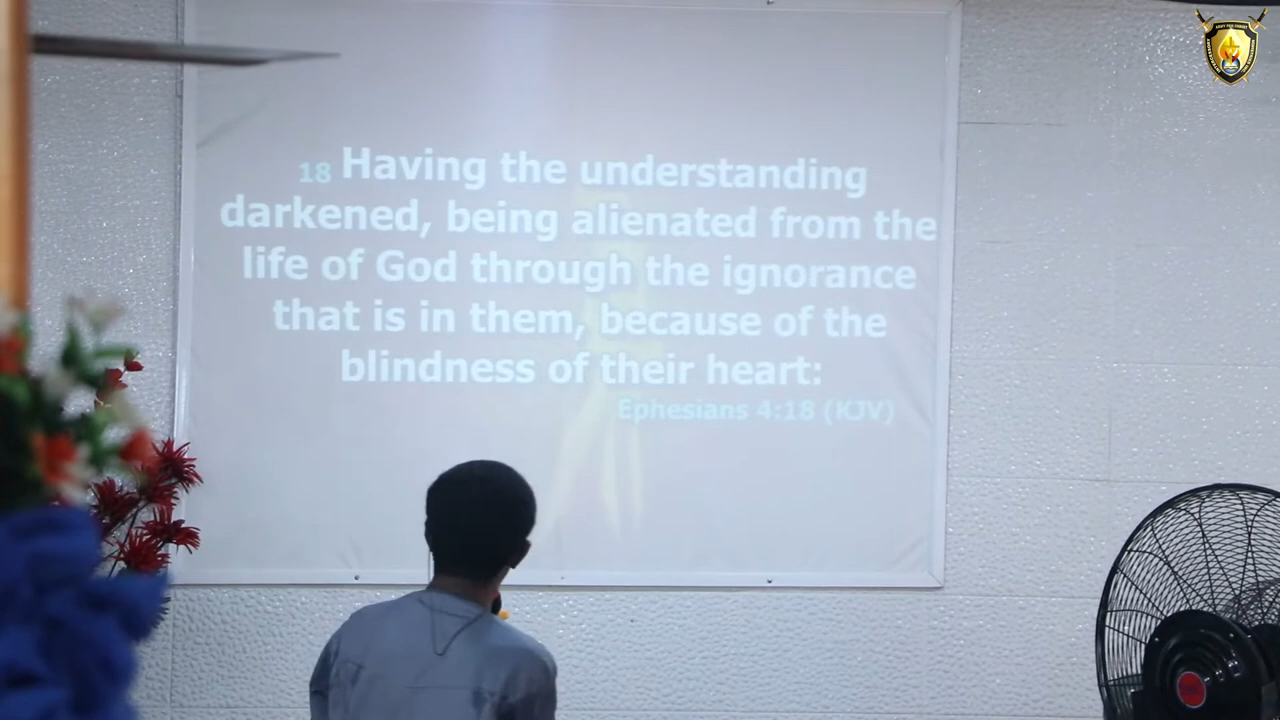 18 Having the understanding
darkened, being alienated from the
life of God through the ignorance
that is in them, because of the
blindness of their heart:
Ephesians 4:18 (KJV)